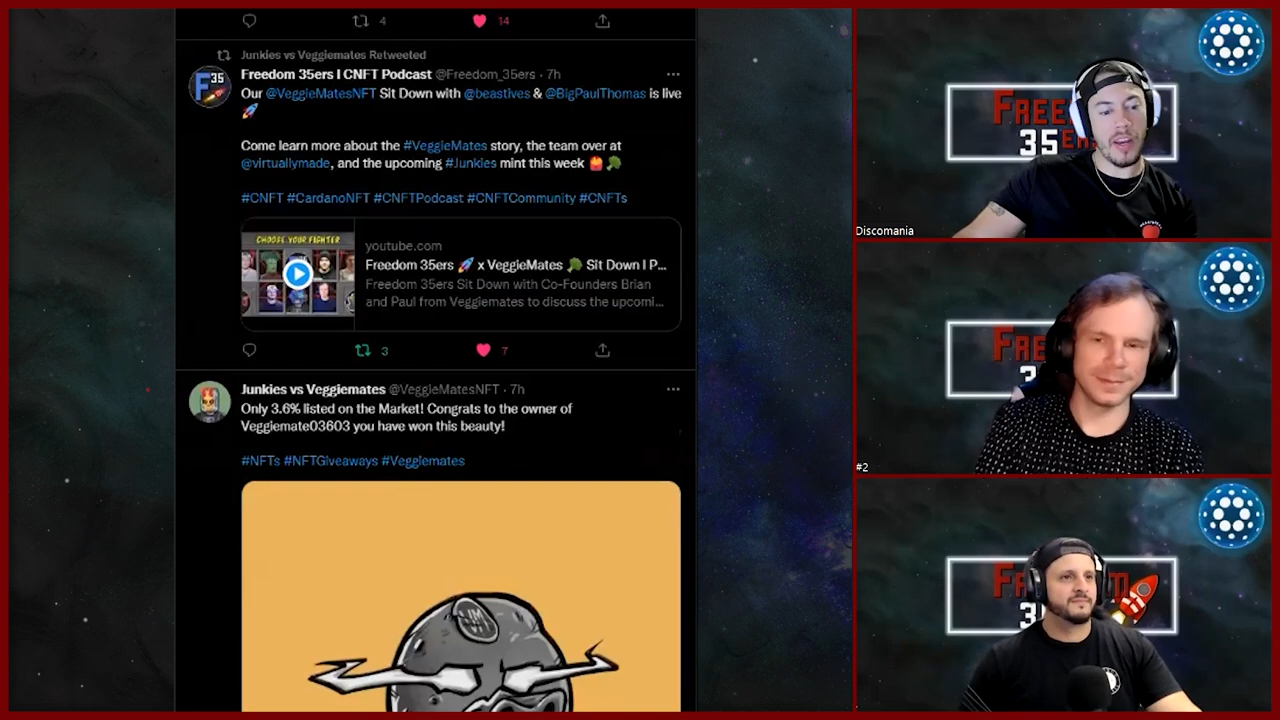 4
14
Junkies vs Veggiemates Retweeted
Freedom 35ers I CNFT Podcast @Freedom_35ers · 7h
Our @VeggieMatesNFT Sit Down with @beastives & @BigPaulThomas is live
🚀
Come learn more about the #VeggieMates story, the team over at
@virtuallymade, and the upcoming #Junkies mint this week 🍟🥦
#CNFT #CardanoNFT #CNFTPodcast #CNFTCommunity #CNFTs
CHOOSE YOUR FIGHTER
youtube.com
Freedom 35ers 🚀 x VeggieMates 🥦 Sit Down I P...
Freedom 35ers Sit Down with Co-Founders Brian
and Paul from Veggiemates to discuss the upcomi...
3
7
Junkies vs Veggiemates @VeggieMatesNFT · 7h
Only 3.6% listed on the Market! Congrats to the owner of
Veggiemate03603 you have won this beauty!
#NFTs #NFTGiveaways #Veggiemates
F35
Discomania
35
#2